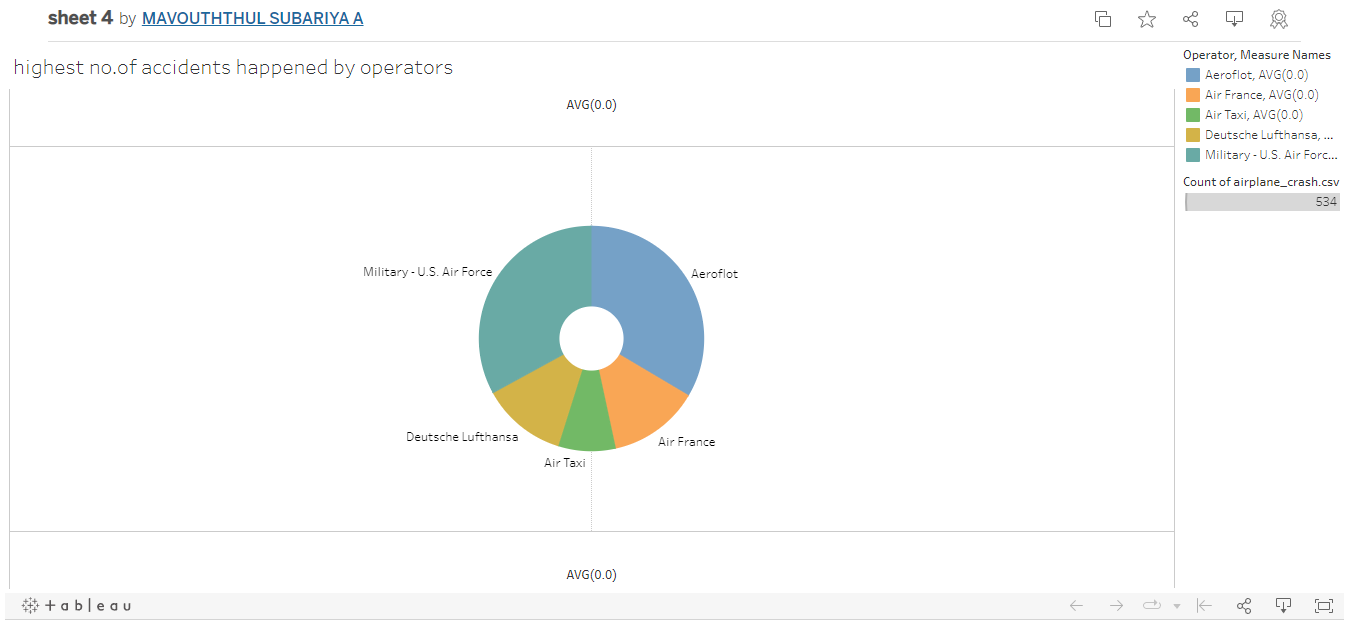 sheet 4 by MAVOUTHTHUL SUBARIYA A
highest no.of accidents happened by operators
AVG(0.0)
Military - U.S. Air Force
Aeroflot
Deutsche Lufthansa
Air France
Air Taxi
AVG(0.0)
Operator, Measure Names
Aeroflot, AVG(0.0)
Air France, AVG(0.0)
Air Taxi, AVG(0.0)
Deutsche Lufthansa, ...
Military - U.S. Air Forc...
Count of airplane_crash.csv
534
+ a b l e a u